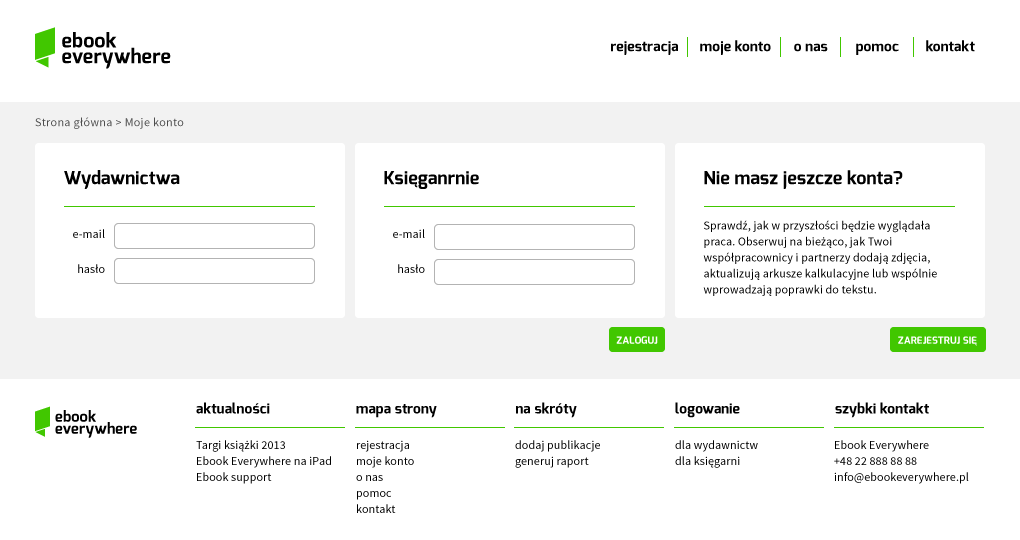 ebook
everywhere
rejestracja
moje konto
o nas
pomoc
kontakt
Strona główna > Moje konto
Wydawnictwa
e-mail
hasło
Księganrnie
e-mail
hasło
ZALOGUJ
Nie masz jeszcze konta?
Sprawdź, jak w przyszłości będzie wyglądała
praca. Obserwuj na bieżąco, jak Twoi
współpracownicy i partnerzy dodają zdjęcia,
aktualizują arkusze kalkulacyjne lub wspólnie
wprowadzają poprawki do tekstu.
ZAREJESTRUJ SIĘ
ebook
everywhere
aktualności
Targi książki 2013
Ebook Everywhere na iPad
Ebook support
mapa strony
rejestracja
moje konto
o nas
pomoc
kontakt
na skróty
dodaj publikacje
generuj raport
logowanie
dla wydawnictw
dla księgarni
szybki kontakt
Ebook Everywhere
+48 22 888 88 88
info@ebookeverywhere.pl